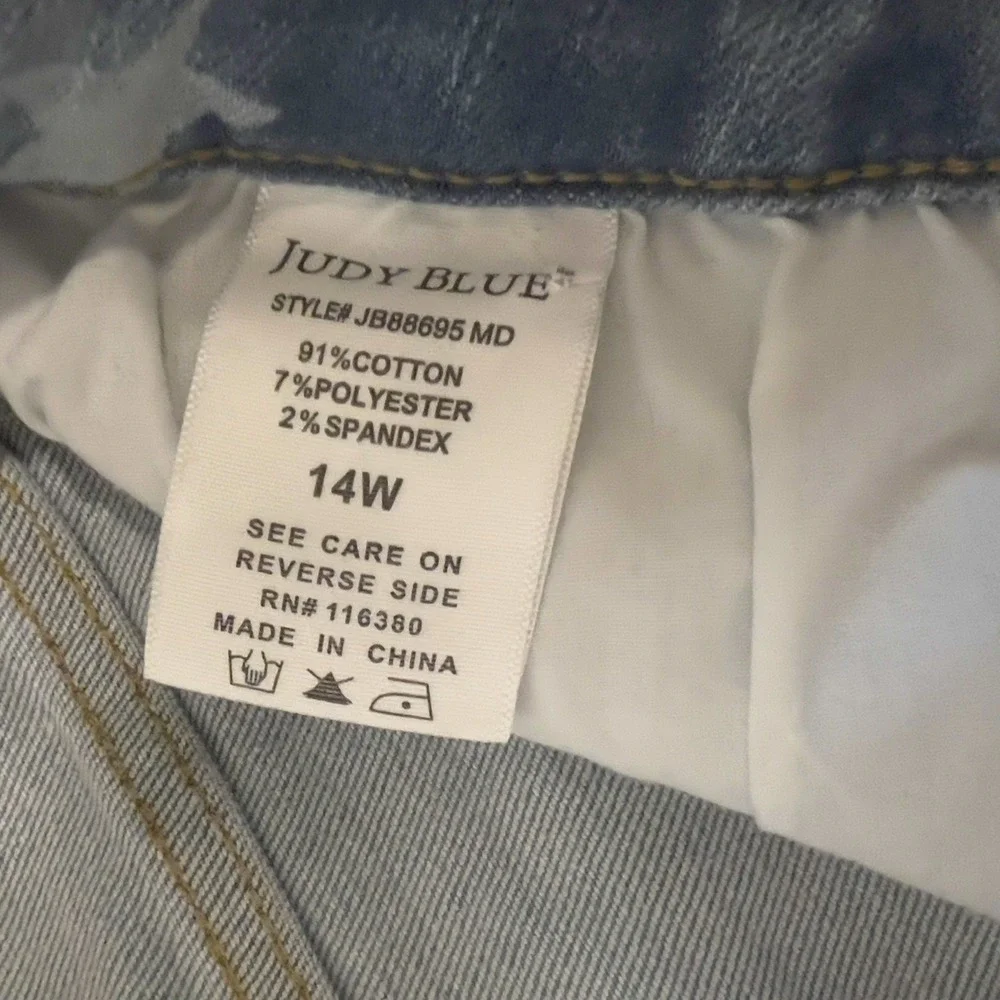 JUDY BLUE
STYLE# JB88695 MD
91%COTTON
7%POLYESTER
2%SPANDEX
14W
SEE CARE ON
REVERSE SIDE
RN# 116380
MADE IN CHINA